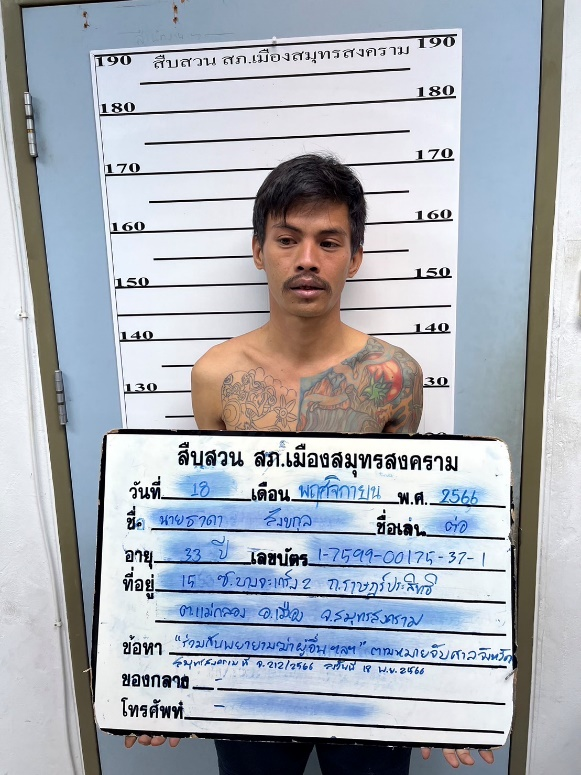 190 สืบสวน สภ.เมืองสมุทรสงคราม 190
180 180
170 170
160 160
150 150
140 140
130 30
สืบสวน สภ.เมืองสมุทรสงคราม
วันที่ 18 เดือน พฤศจิกายน พ.ศ. 2566
ชื่อ นายธาดา สังขกุล ชื่อเล่น ต่อ
อายุ 33 ปี เลขบัตร 1-7599-00175-37-1
ที่อยู่ 15 ซ.บางจะเกร็ง 2 ถ.ราษฎร์ประสิทธิ์
ต.แม่กลอง อ.เมือง จ.สมุทรสงคราม
ข้อหา "ร่วมกันพยายามฆ่าผู้อื่นฯลฯ" ตามหมายจับศาลจังหวัด
สมุทรสงครามที่ จ.212/2566 ลงวันที่ 18 พ.ย. 2566
ของกลาง -
โทรศัพท์ -